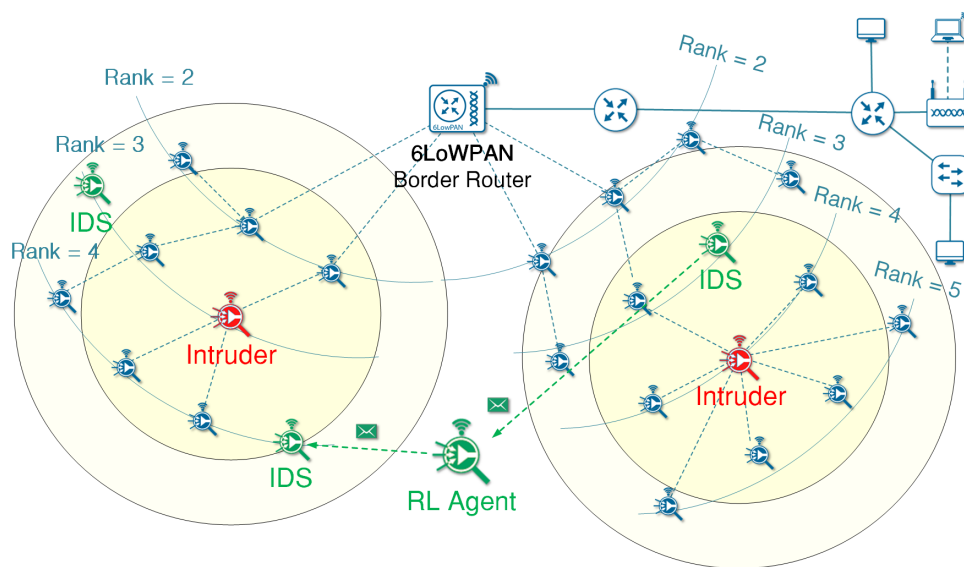 Rank = 2
Rank = 2
6LowPAN
6LoWPAN
Border Router
Rank = 3
Rank = 3
IDS
Rank = 4
Rank = 4
IDS
Rank = 5
Intruder
Intruder
IDS
RL Agent